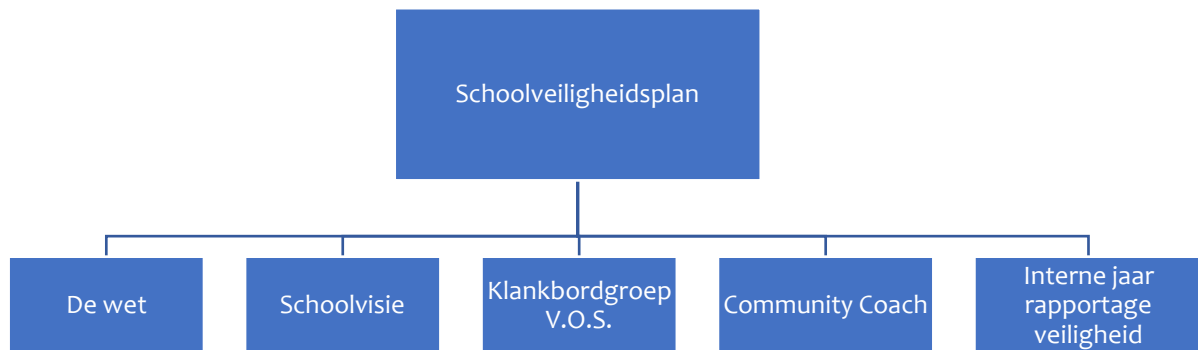 Schoolveiligheidsplan
De wet
Schoolvisie
Klankbordgroep
V.O.S.
Community Coach
Interne jaar
rapportage
veiligheid